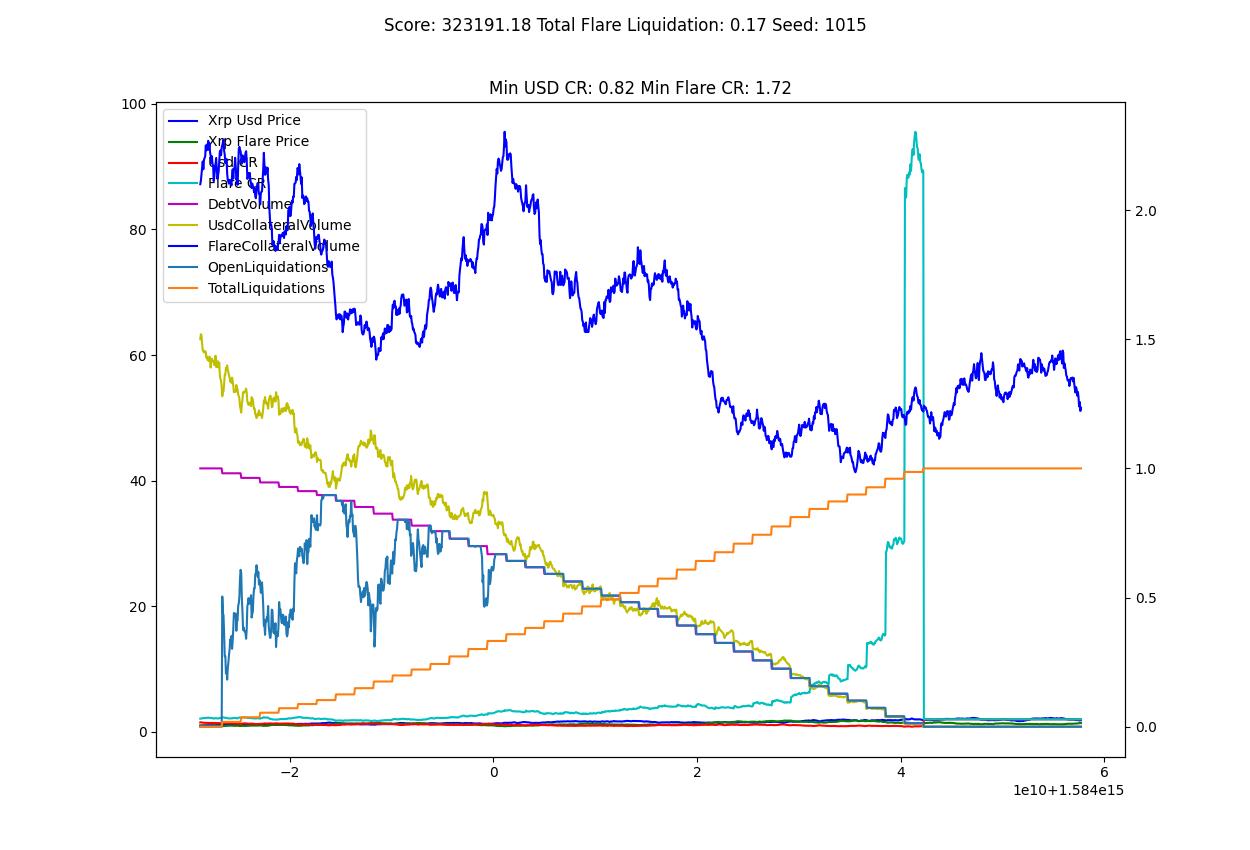 Score: 323191.18 Total Flare Liquidation: 0.17 Seed: 1015
Min USD CR: 0.82 Min Flare CR: 1.72
Xrp Usd Price
Xrp Flare Price
Usd CR
Flare CR
DebtVolume
UsdCollateralVolume
FlareCollateralVolume
OpenLiquidations
TotalLiquidations
100
80
60
40
20
0
2.0
1.5
1.0
0.5
0.0
−2
0
2
4
6
1e10+1.584e15